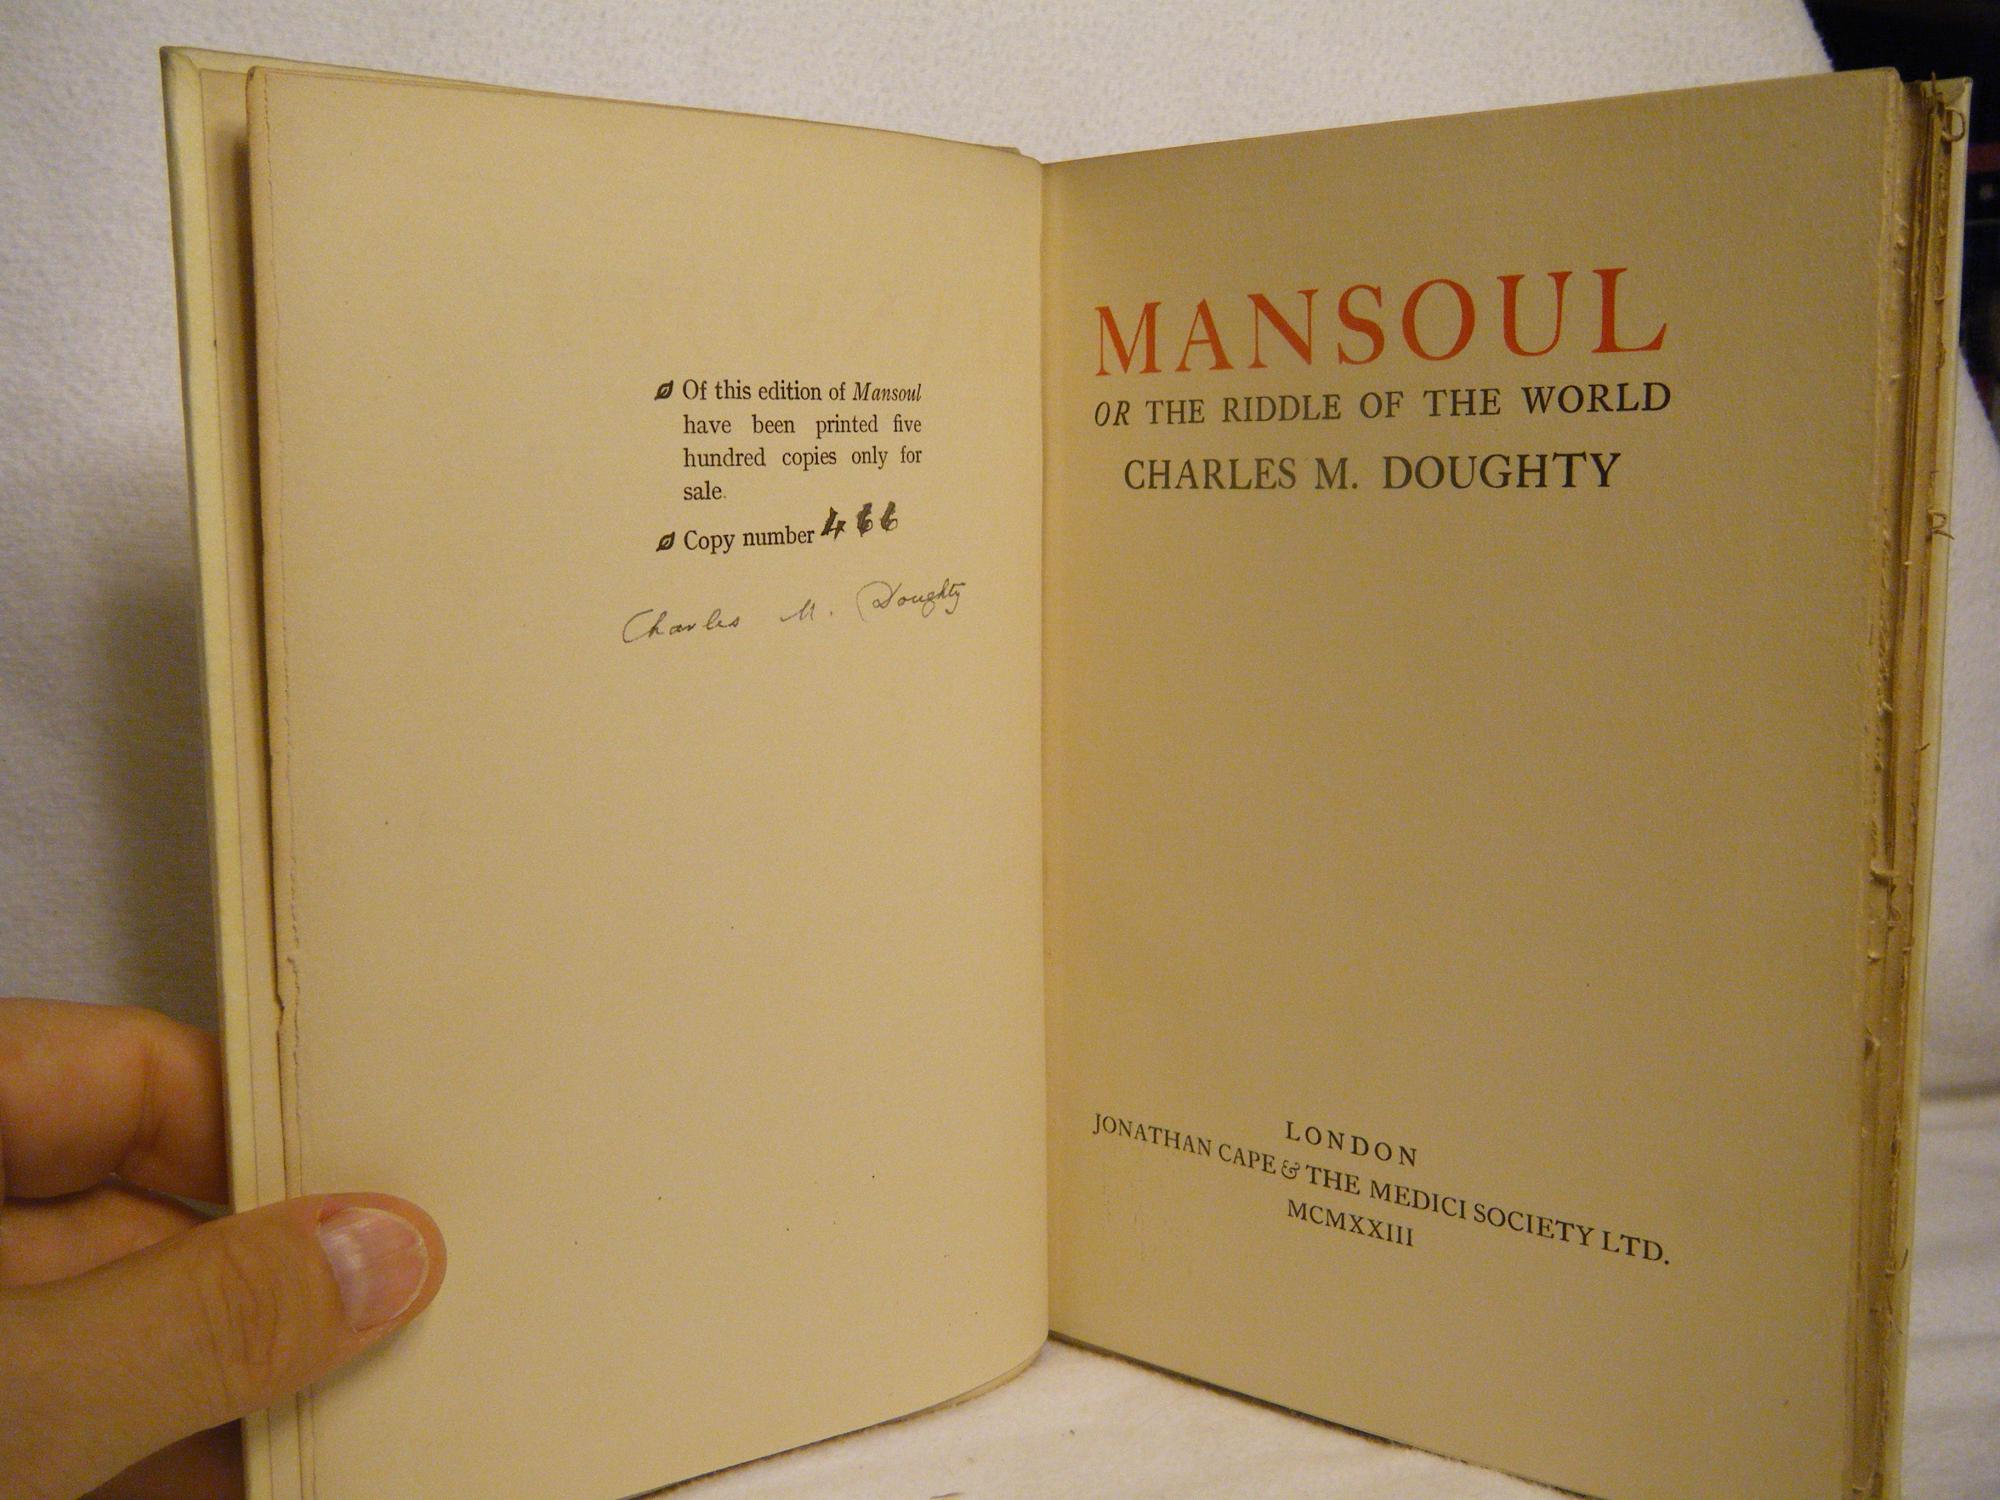 Of this edition of Mansoul
have been printed five
hundred copies only for
sale.
Copy number 466
Charles M. Doughty
MANSOUL
OR THE RIDDLE OF THE WORLD
CHARLES M. DOUGHTY
LONDON
JONATHAN CAPE & THE MEDICI SOCIETY LTD.
MCMXXIII